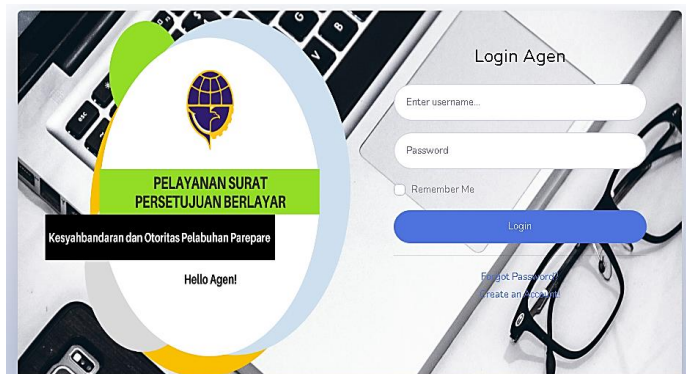 PELAYANAN SURAT
PERSETUJUAN BERLAYAR
Kesyahbandaran dan Otoritas Pelabuhan Parepare
Hello Agen!
Login Agen
Enter username...
Password
Remember Me
Login
Forgot Password?
Create an Account!